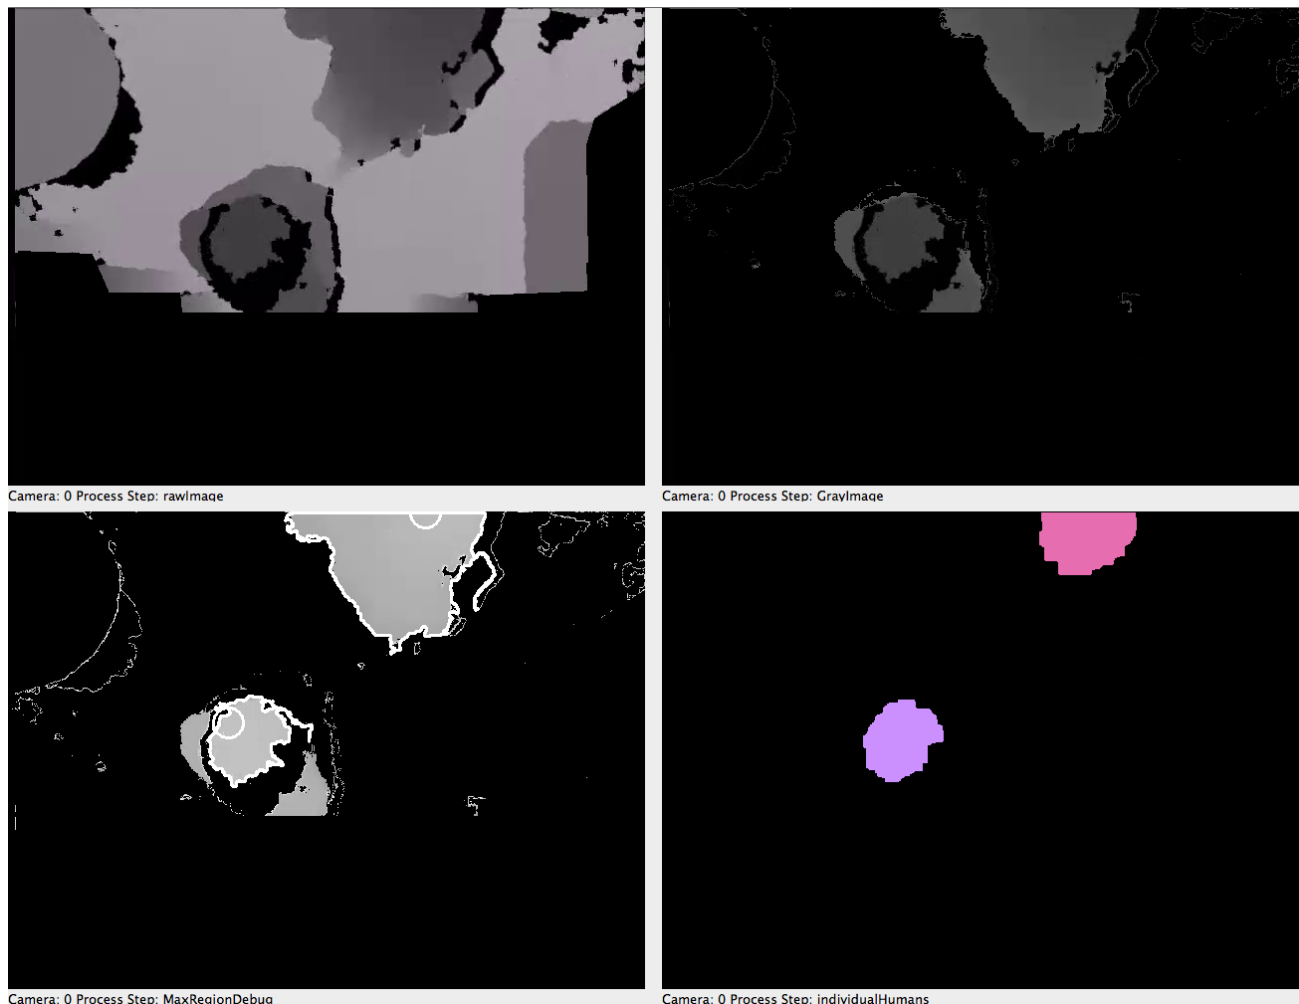 Camera: 0 Process Step: rawImage
Camera: 0 Process Step: GrayImage
Camera: 0 Process Step: MaxRegionDebug
Camera: 0 Process Step: individualHumans